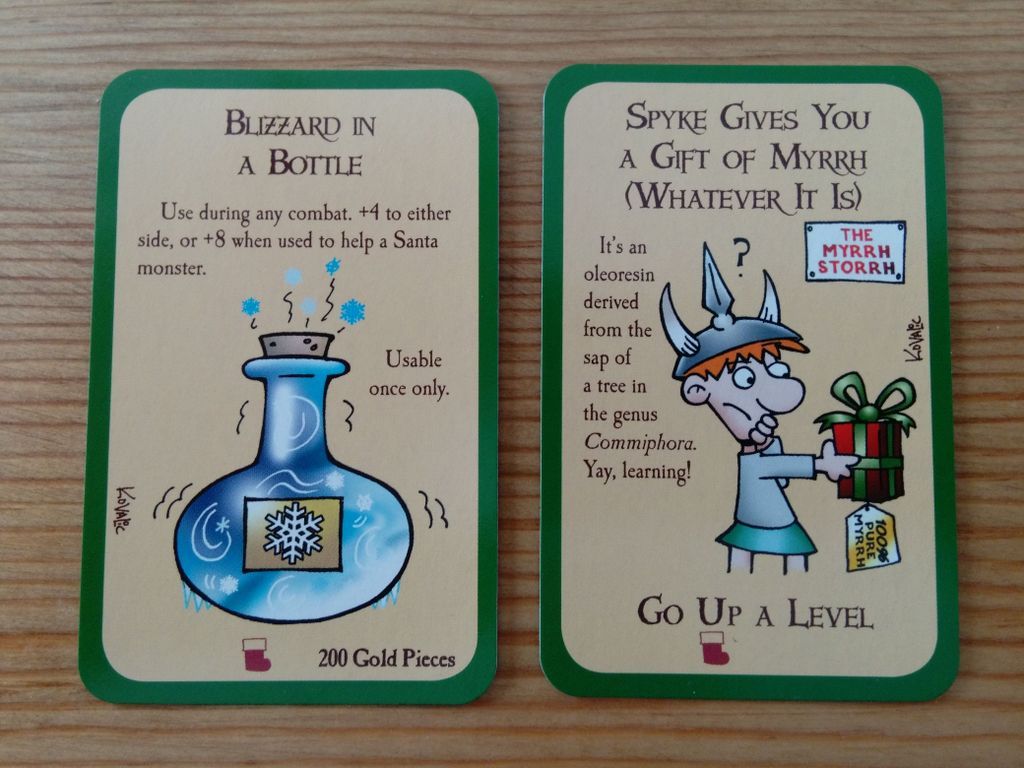 BLIZZARD IN
A BOTTLE
Use during any combat. +4 to either
side, or +8 when used to help a Santa
monster.
Usable
once only.
KOVALIC
200 Gold Pieces
SPYKE GIVES YOU
A GIFT OF MYRRH
(WHATEVER IT IS)
THE
MYRRH
STORRH
It's an
oleoresin
derived
from the
sap of
a tree in
the genus
Commiphora.
Yay, learning!
?
KOVALIC
100%
PURE
MYRRH
GO UP A LEVEL